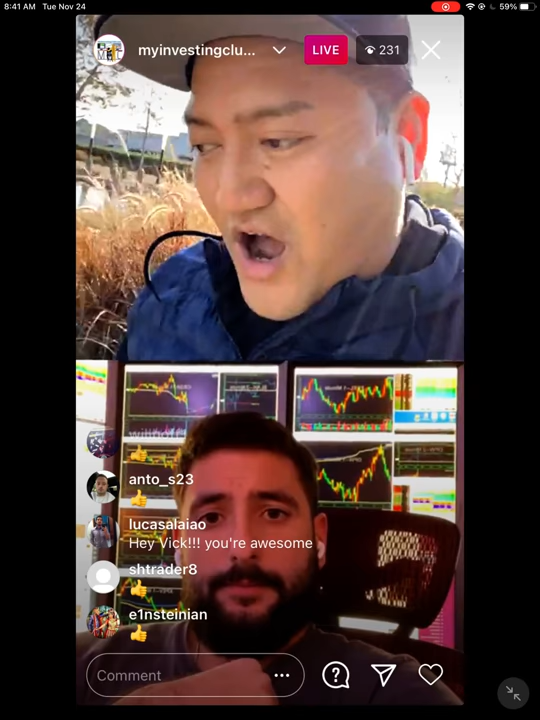 8:41 AM Tue Nov 24
59%
myinvestingclu...
LIVE
231
anto_s23
lucasalaiao
Hey Vick!!! you're awesome
shtrader8
e1nsteinian
Comment